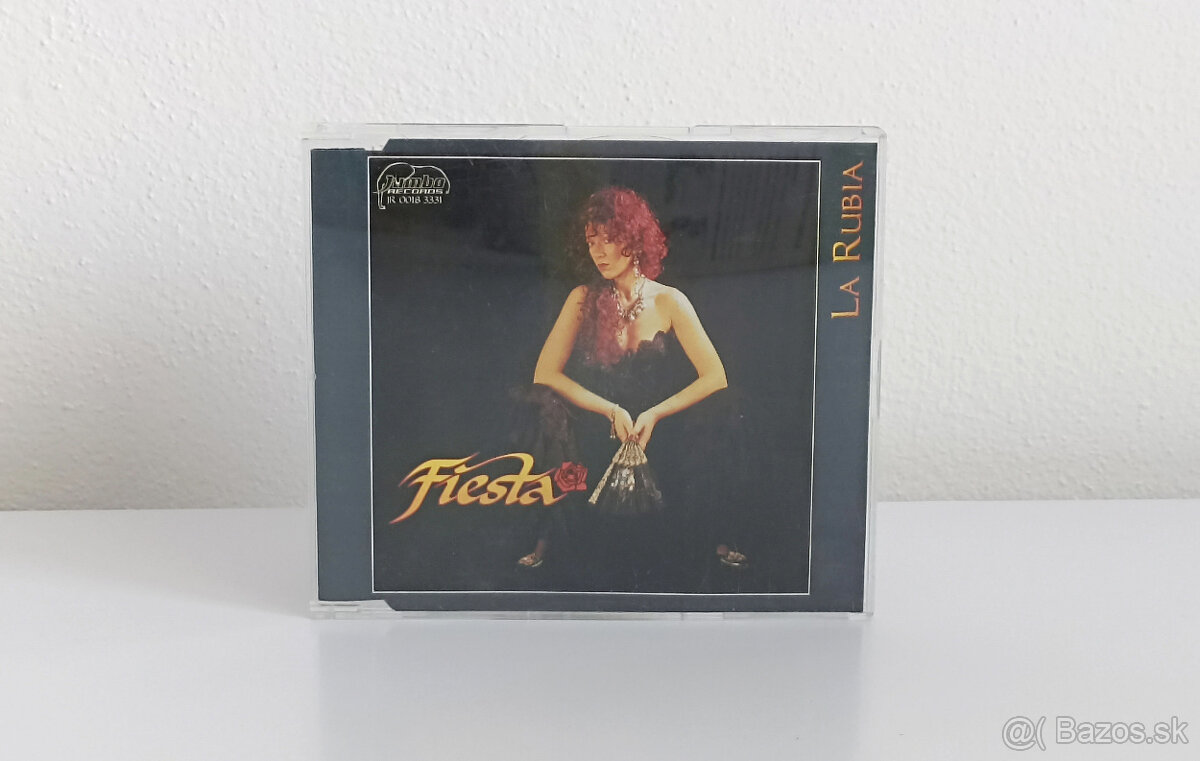 Jumbo
RECORDS
JR 0018 3331
LA RUBIA
Fiesta
@( Bazos.sk